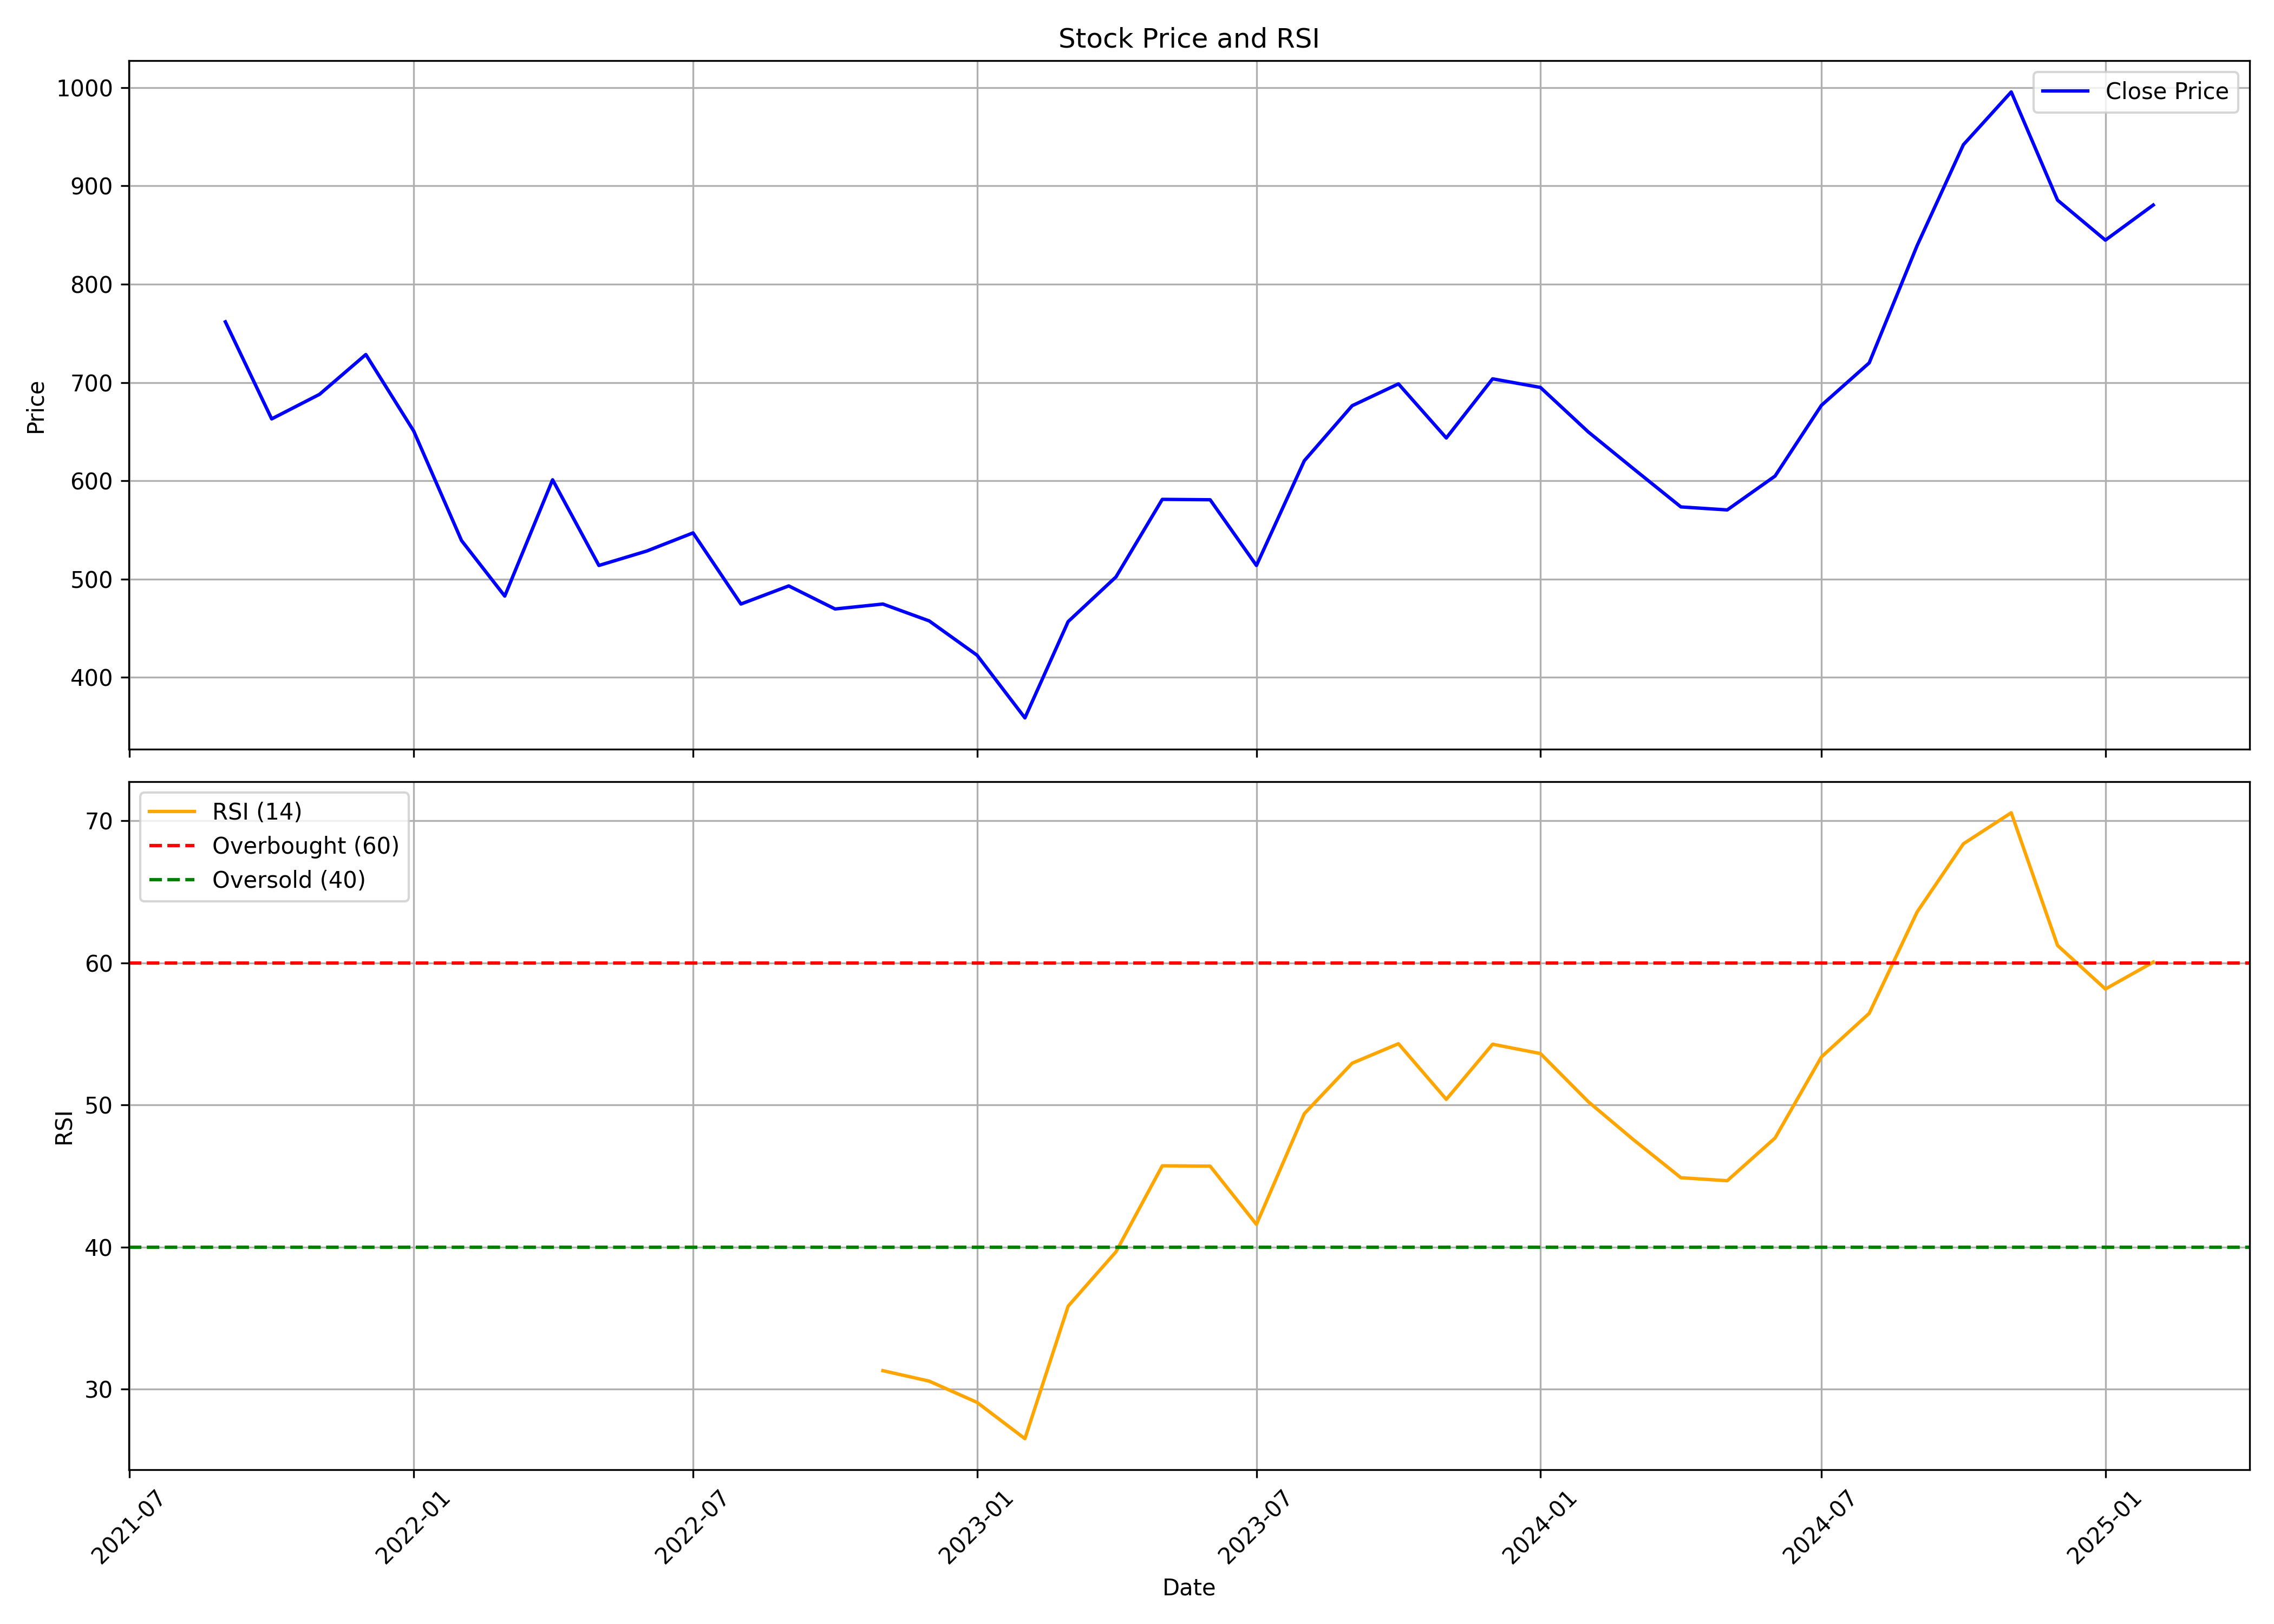 Stock Price and RSI
Close Price
1000
900
800
700
600
500
400
Price
RSI (14)
Overbought (60)
Oversold (40)
70
60
50
40
30
RSI
2021-07
2022-01
2022-07
2023-01
2023-07
2024-01
2024-07
2025-01
Date